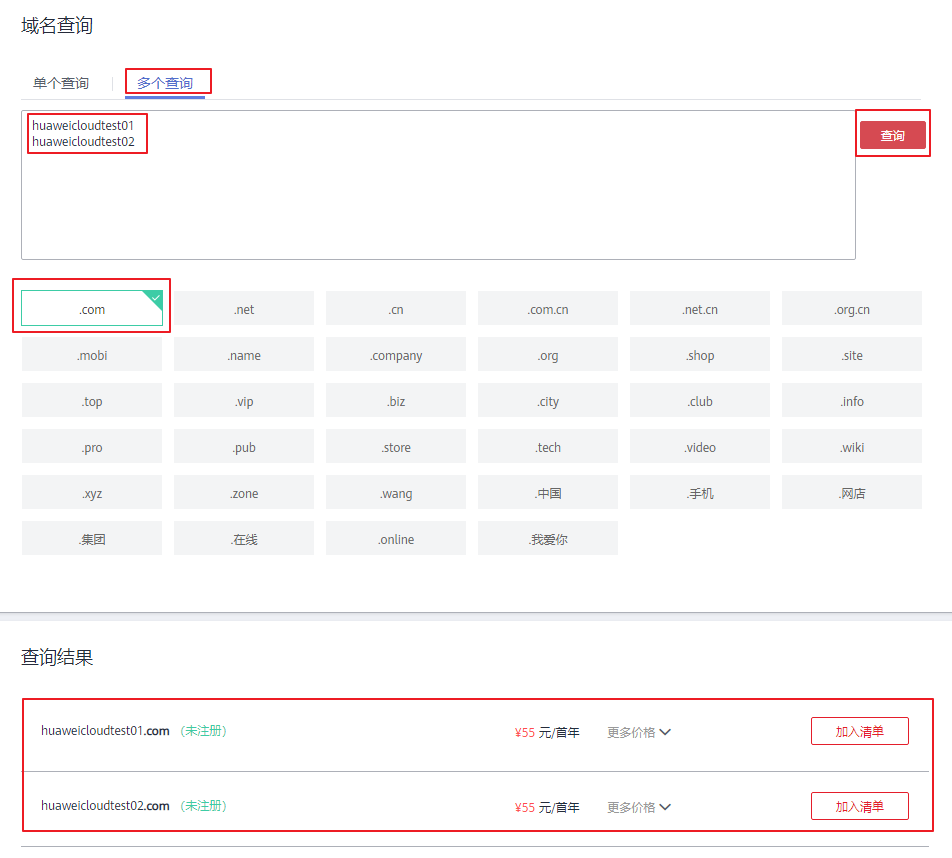 域名查询
单个查询 多个查询
huaweicloudtest01
huaweicloudtest02
查询
.com .net .cn .com.cn .net.cn .org.cn
.mobi .name .company .org .shop .site
.top .vip .biz .city .club .info
.pro .pub .store .tech .video .wiki
.xyz .zone .wang .中国 .手机 .网店
.集团 .在线 .online .我爱你
查询结果
huaweicloudtest01.com (未注册) ¥55 元/首年 更多价格 加入清单
huaweicloudtest02.com (未注册) ¥55 元/首年 更多价格 加入清单